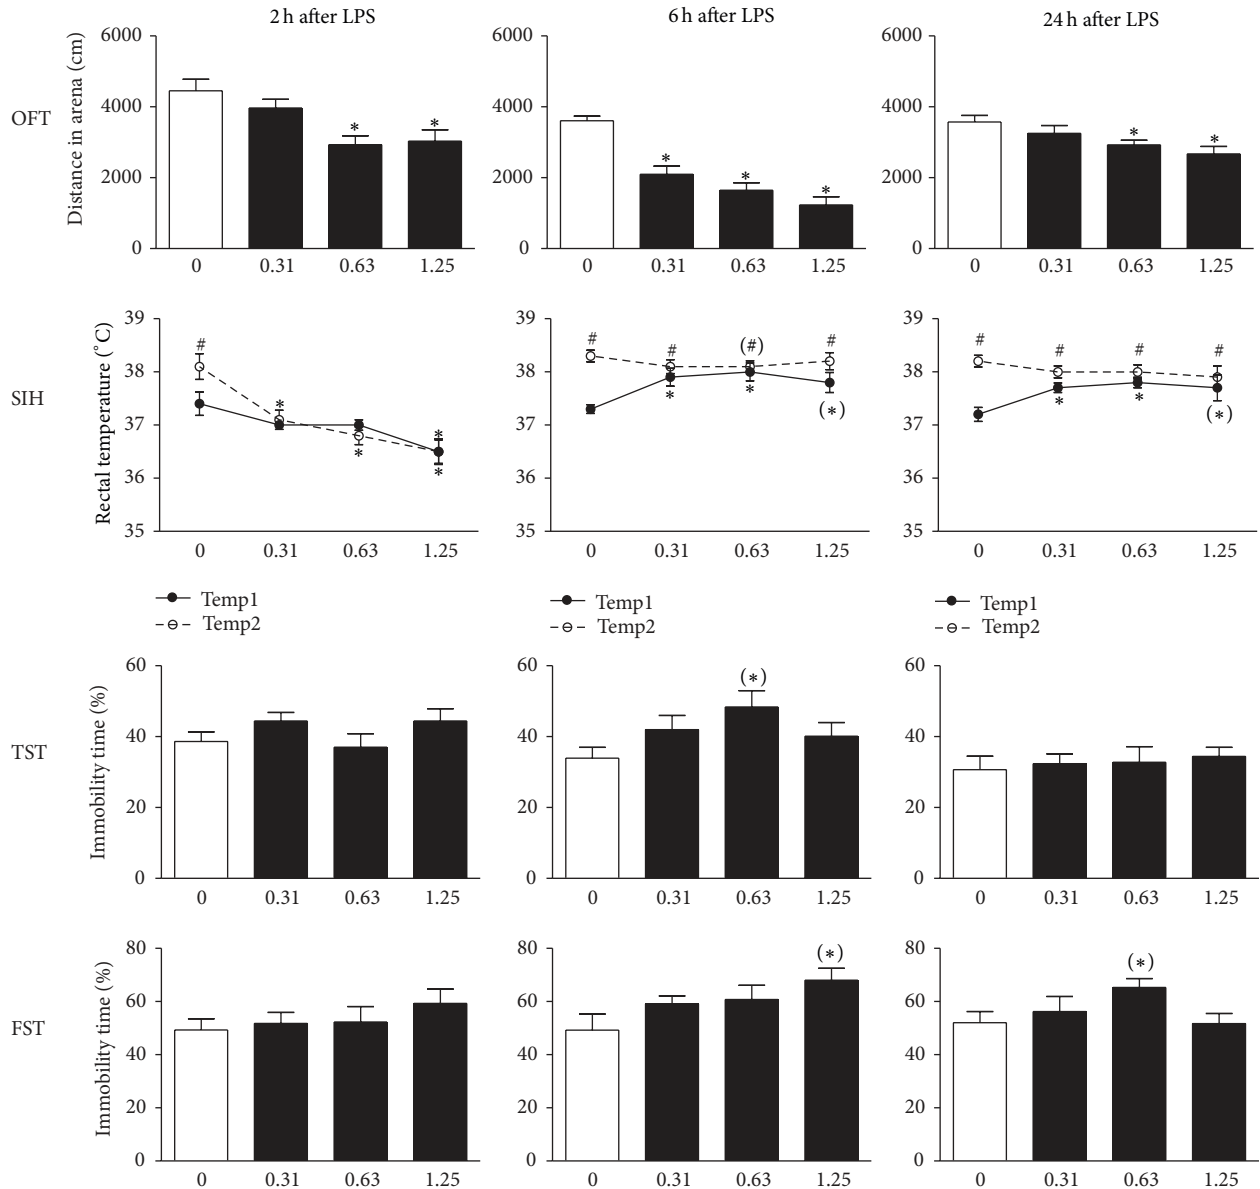 2 h after LPS
6 h after LPS
24 h after LPS
OFT
Distance in arena (cm)
6000
4000
2000
0
* *
0 0.31 0.63 1.25
6000
4000
2000
0
* * *
0 0.31 0.63 1.25
6000
4000
2000
0
* *
0 0.31 0.63 1.25
SIH
Rectal temperature (°C)
39
38
37
36
35
# * * * *
0 0.31 0.63 1.25
Temp1
Temp2
39
38
37
36
35
# # (#) #
* * (*)
0 0.31 0.63 1.25
Temp1
Temp2
39
38
37
36
35
# # # #
* * (*)
0 0.31 0.63 1.25
Temp1
Temp2
TST
Immobility time (%)
60
40
20
0
0 0.31 0.63 1.25
60
40
20
0
(*)
0 0.31 0.63 1.25
60
40
20
0
0 0.31 0.63 1.25
FST
Immobility time (%)
80
60
40
20
0
0 0.31 0.63 1.25
80
60
40
20
0
(*)
0 0.31 0.63 1.25
80
60
40
20
0
(*)
0 0.31 0.63 1.25